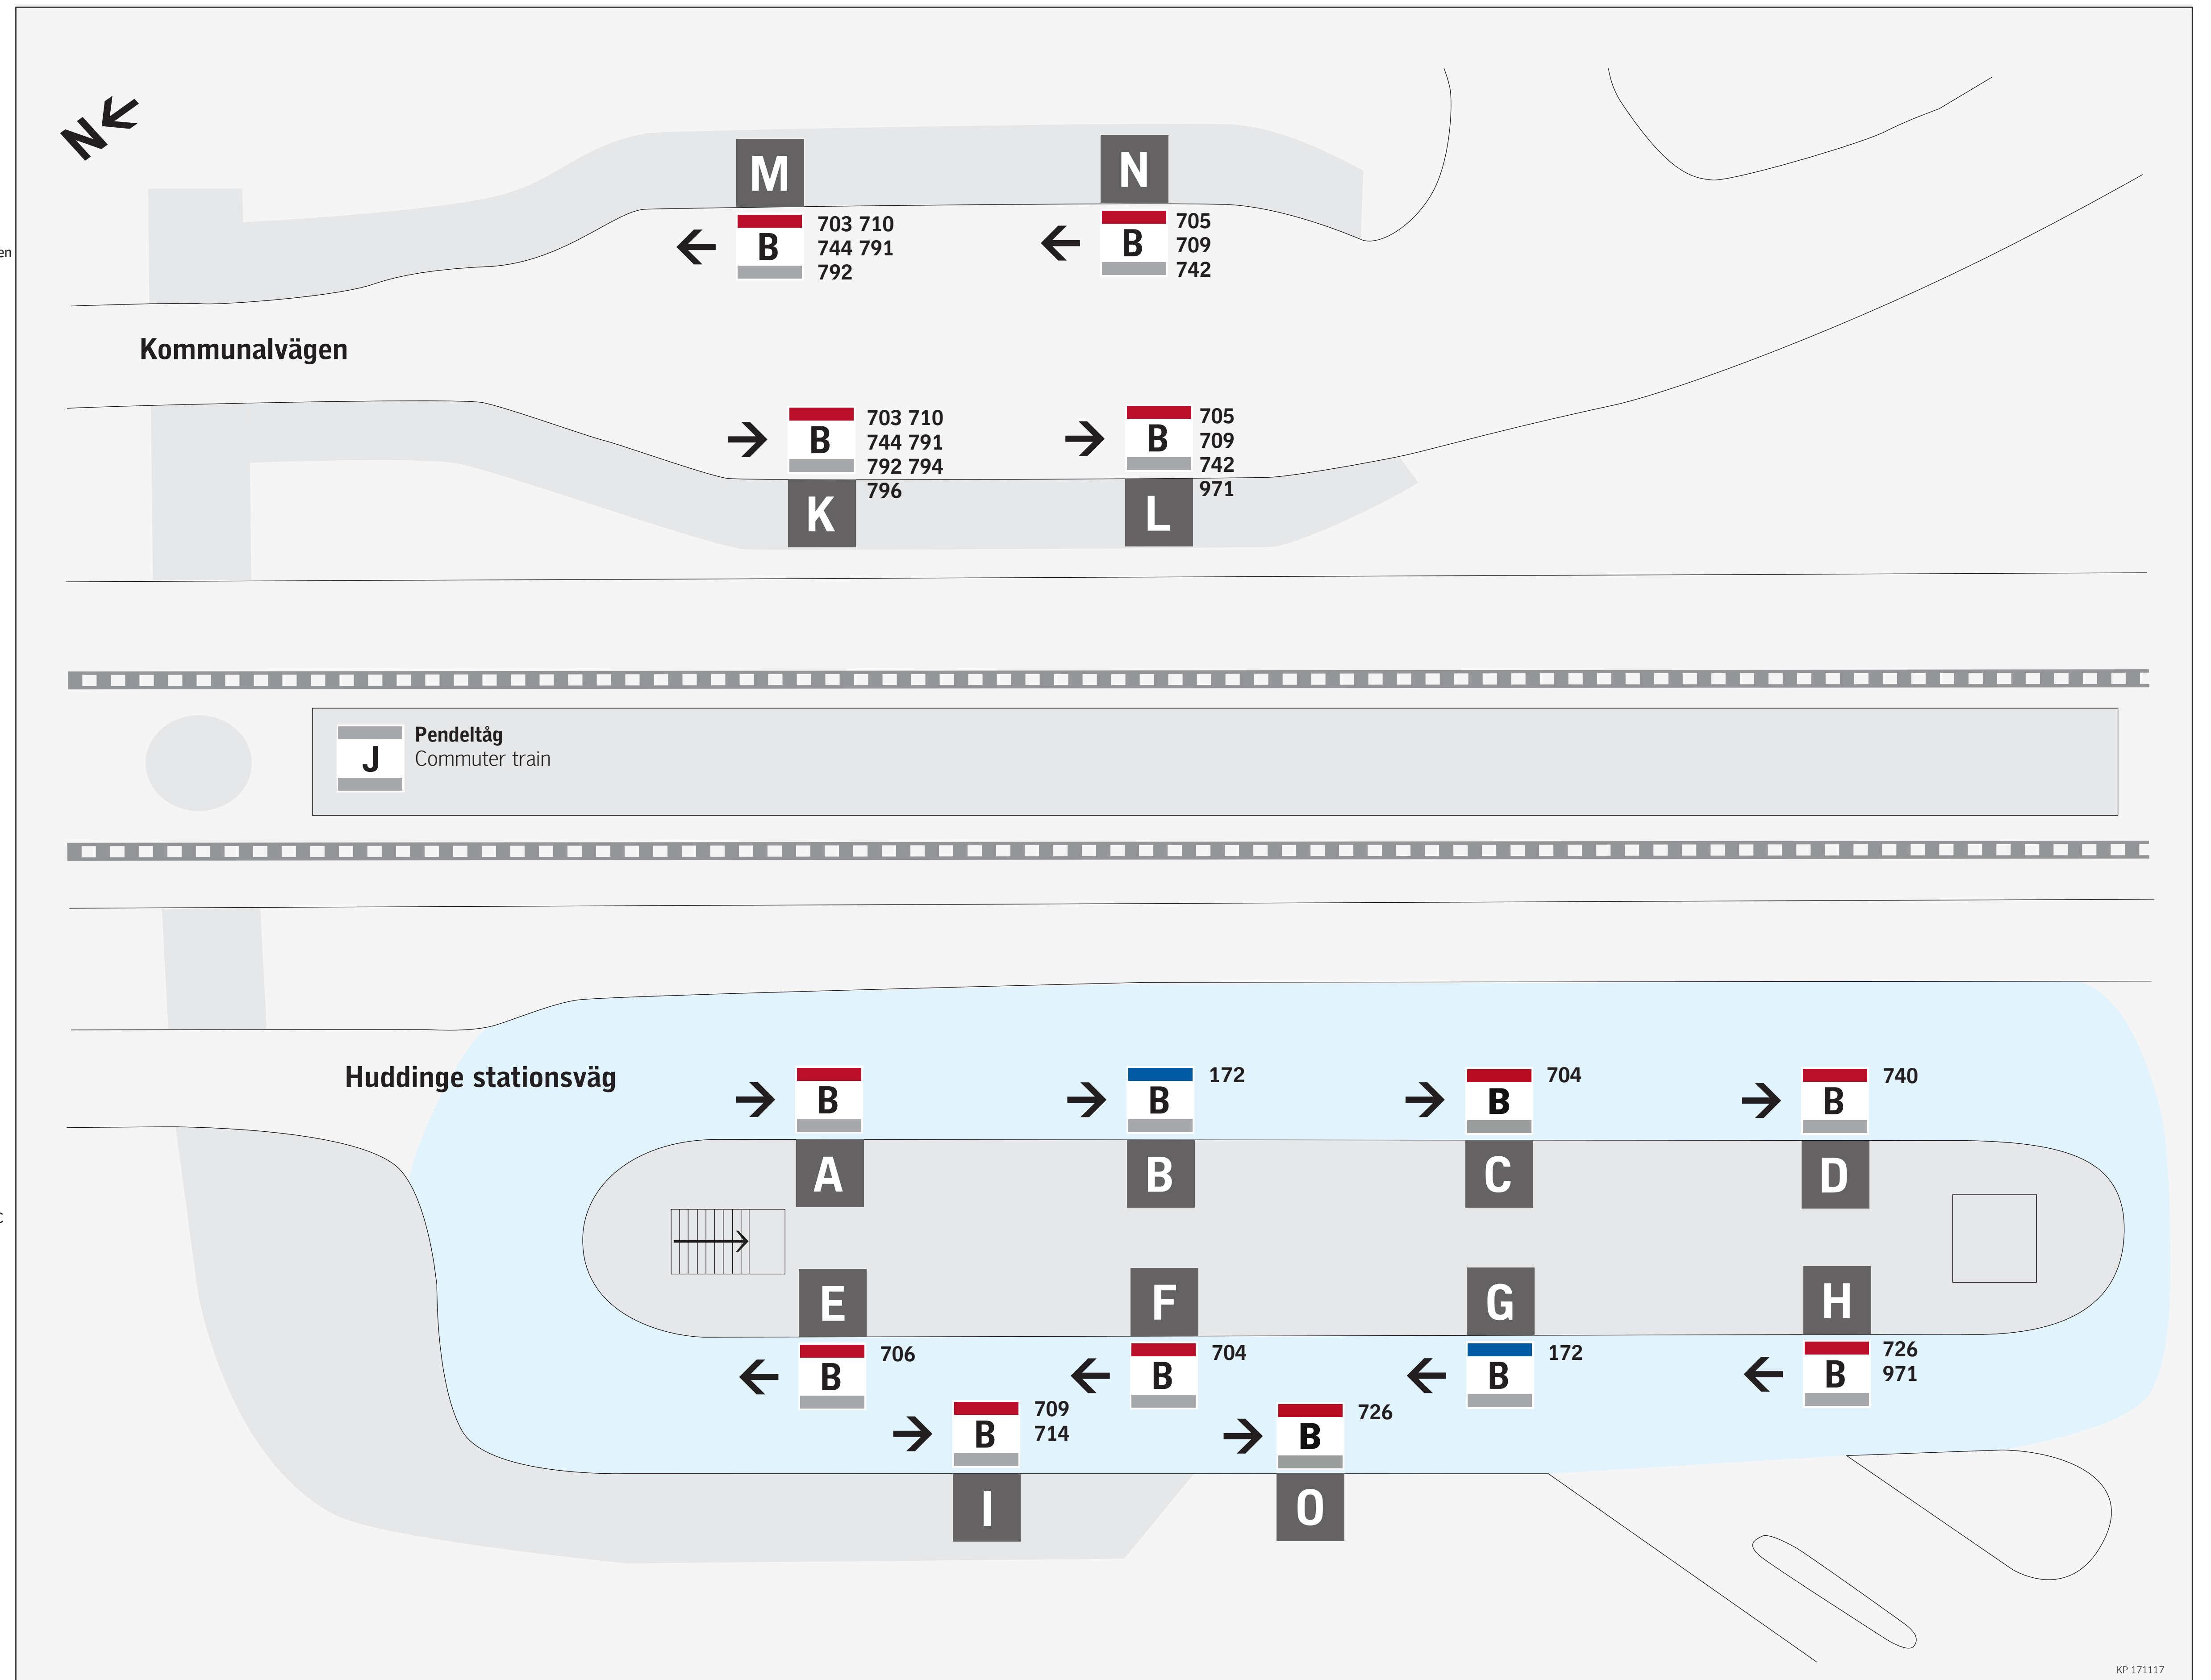 N
M
N
B
703 710
744 791
792
B
705
709
742
en
Kommunalvägen
B
703 710
744 791
792 794
796
B
705
709
742
971
K
L
J
Pendeltåg
Commuter train
Huddinge stationsväg
B
B
172
B
704
B
740
A
B
C
D
E
F
G
H
B
706
B
704
B
172
B
726
971
B
709
714
B
726
I
O
KP 171117